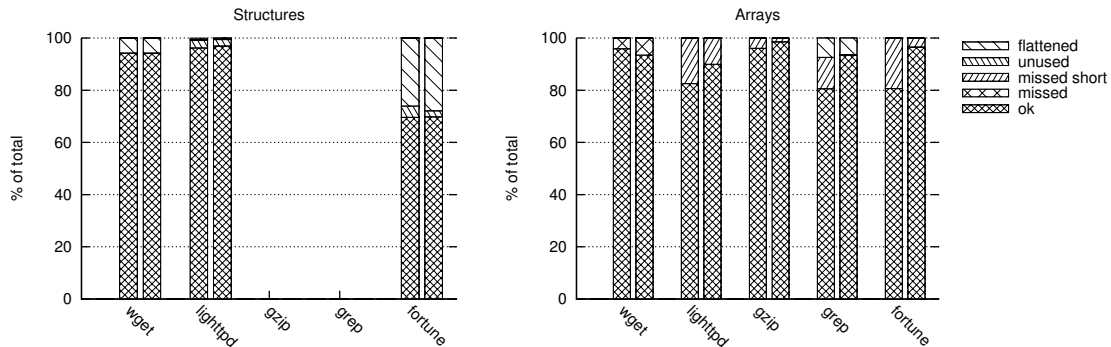 Structures
% of total
100
80
60
40
20
0
wget
lighttpd
gzip
grep
fortune
Arrays
% of total
100
80
60
40
20
0
wget
lighttpd
gzip
grep
fortune
flattened
unused
missed short
missed
ok